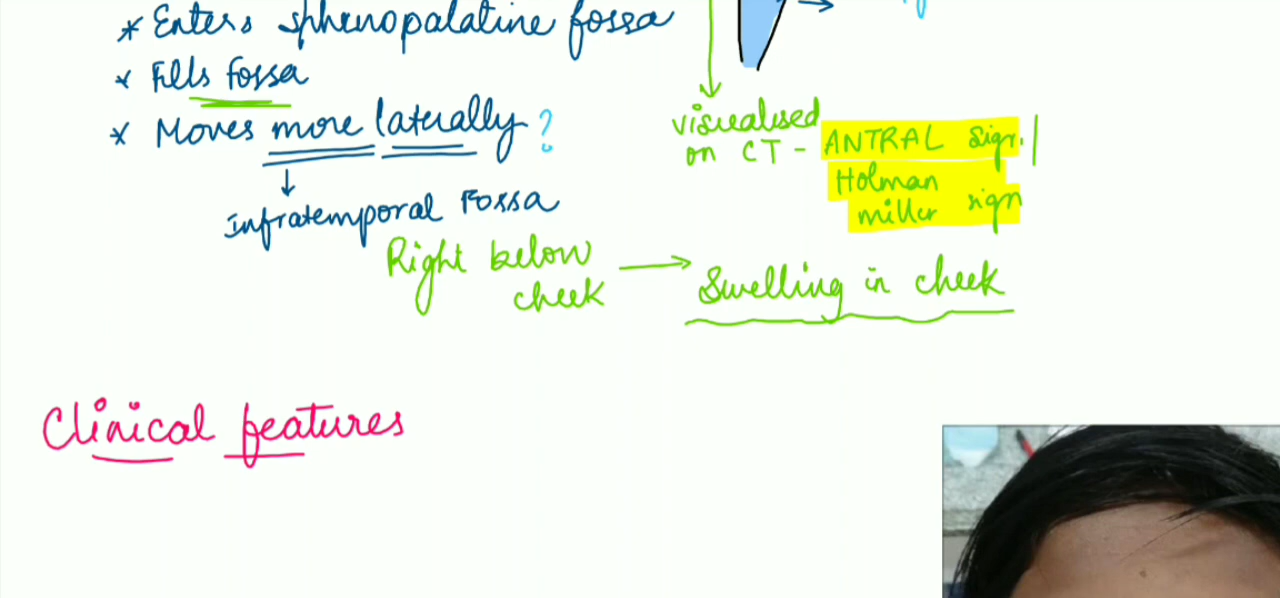 * Enters sphenopalatine fossa
* Fills fossa
* Moves more laterally ?
Infratemporal Fossa
Right below
cheek
visualised
on CT - ANTRAL sign. |
Holman
miller sign
Swelling in cheek
Clinical features